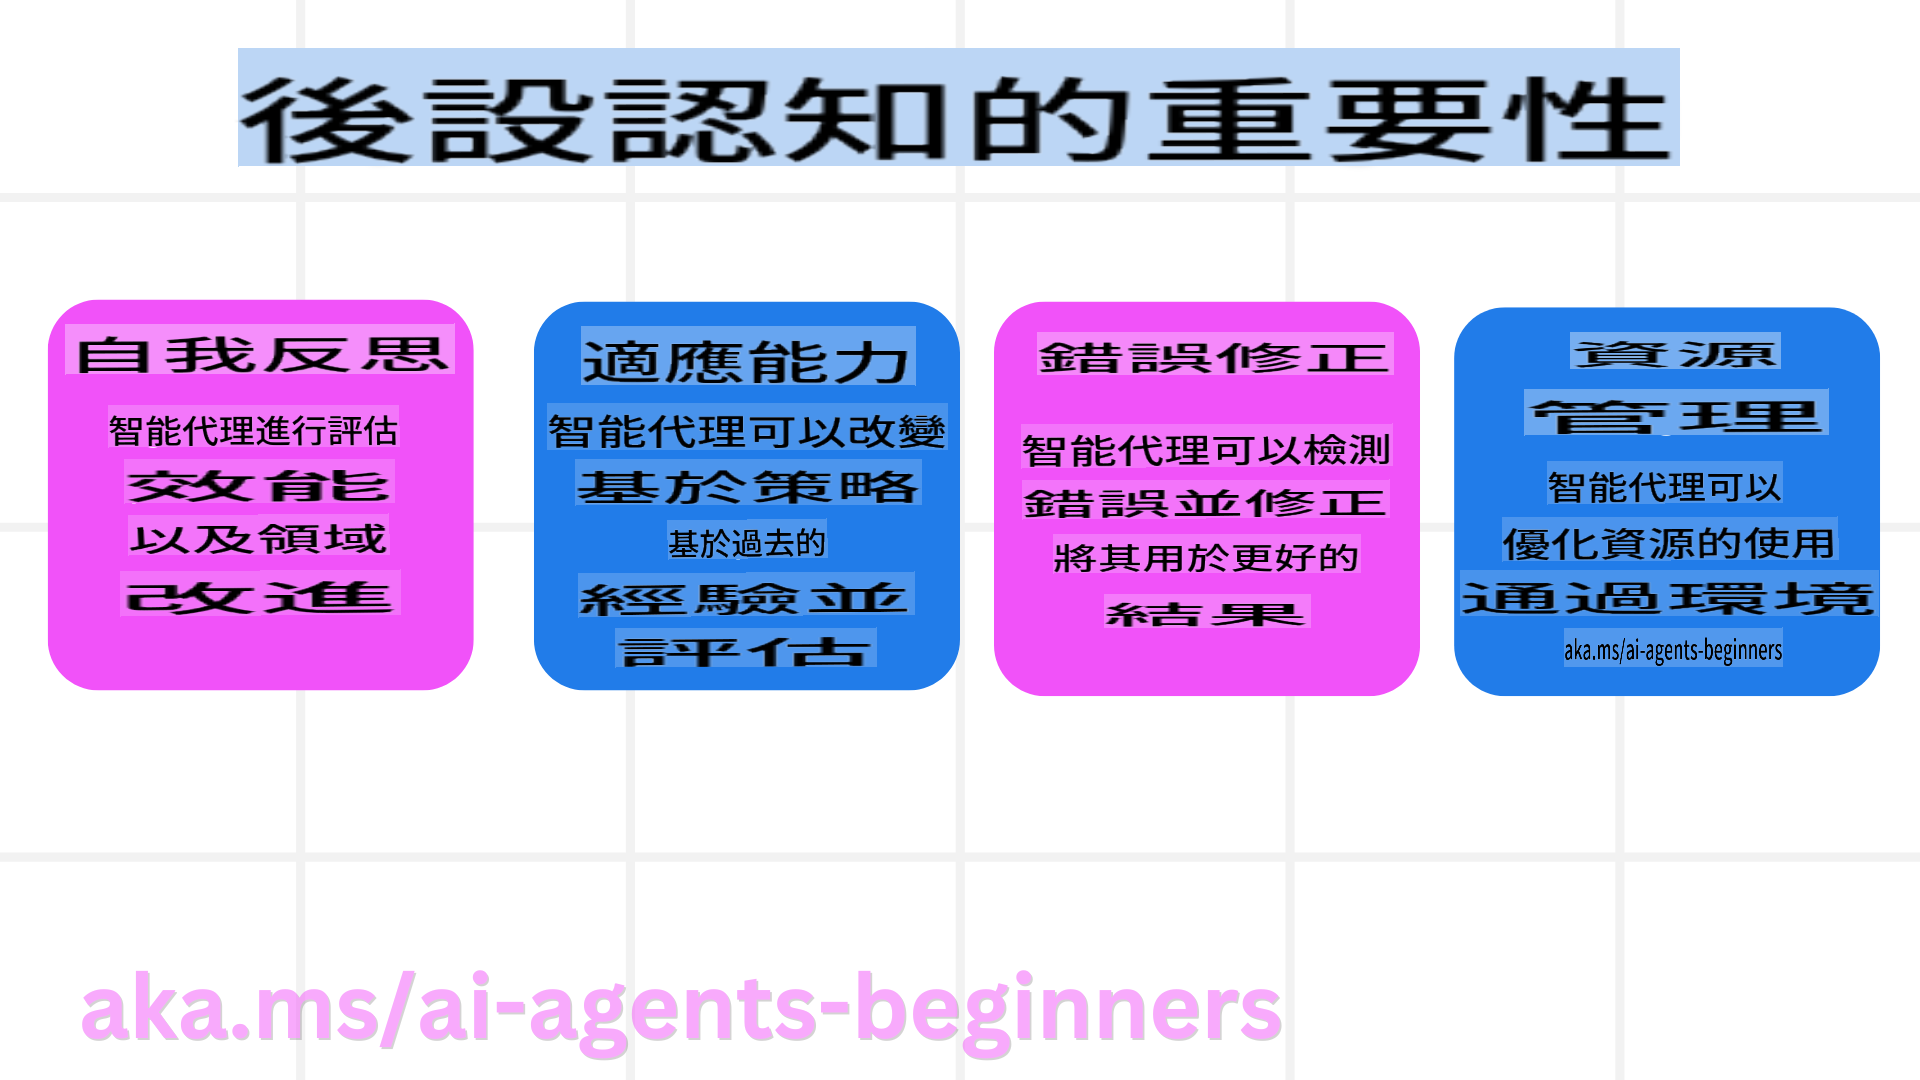 後設認知的重要性
自我反思
智能代理進行評估
效能
以及領域
改進
適應能力
智能代理可以改變
基於策略
基於過去的
經驗並
評估
錯誤修正
智能代理可以檢測
錯誤並修正
將其用於更好的
結果
資源
管理
智能代理可以
優化資源的使用
通過環境
aka.ms/ai-agents-beginners
aka.ms/ai-agents-beginners